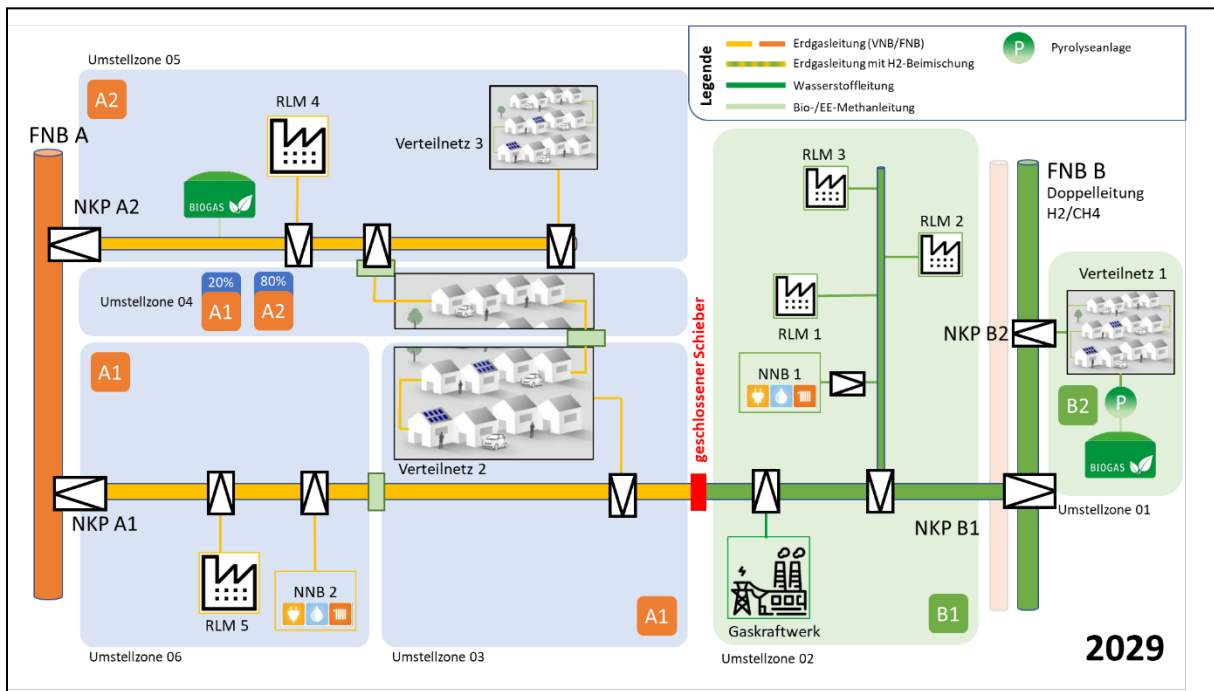 Umstellzone 05
A2
FNB A
NKP A2
BIOGAS
RLM 4
Verteilnetz 3
Legende
Erdgasleitung (VNB/FNB)
Erdgasleitung mit H2-Beimischung
Wasserstoffleitung
Bio-/EE-Methanleitung
P
Pyrolyseanlage
Umstellzone 04
20%
A1
80%
A2
A1
NKP A1
RLM 5
NNB 2
Umstellzone 06
Verteilnetz 2
A1
Umstellzone 03
geschlossener Schieber
RLM 3
RLM 2
RLM 1
NNB 1
Gaskraftwerk
B1
Umstellzone 02
NKP B1
FNB B
Doppelleitung
H2/CH4
NKP B2
Verteilnetz 1
B2
P
BIOGAS
Umstellzone 01
2029